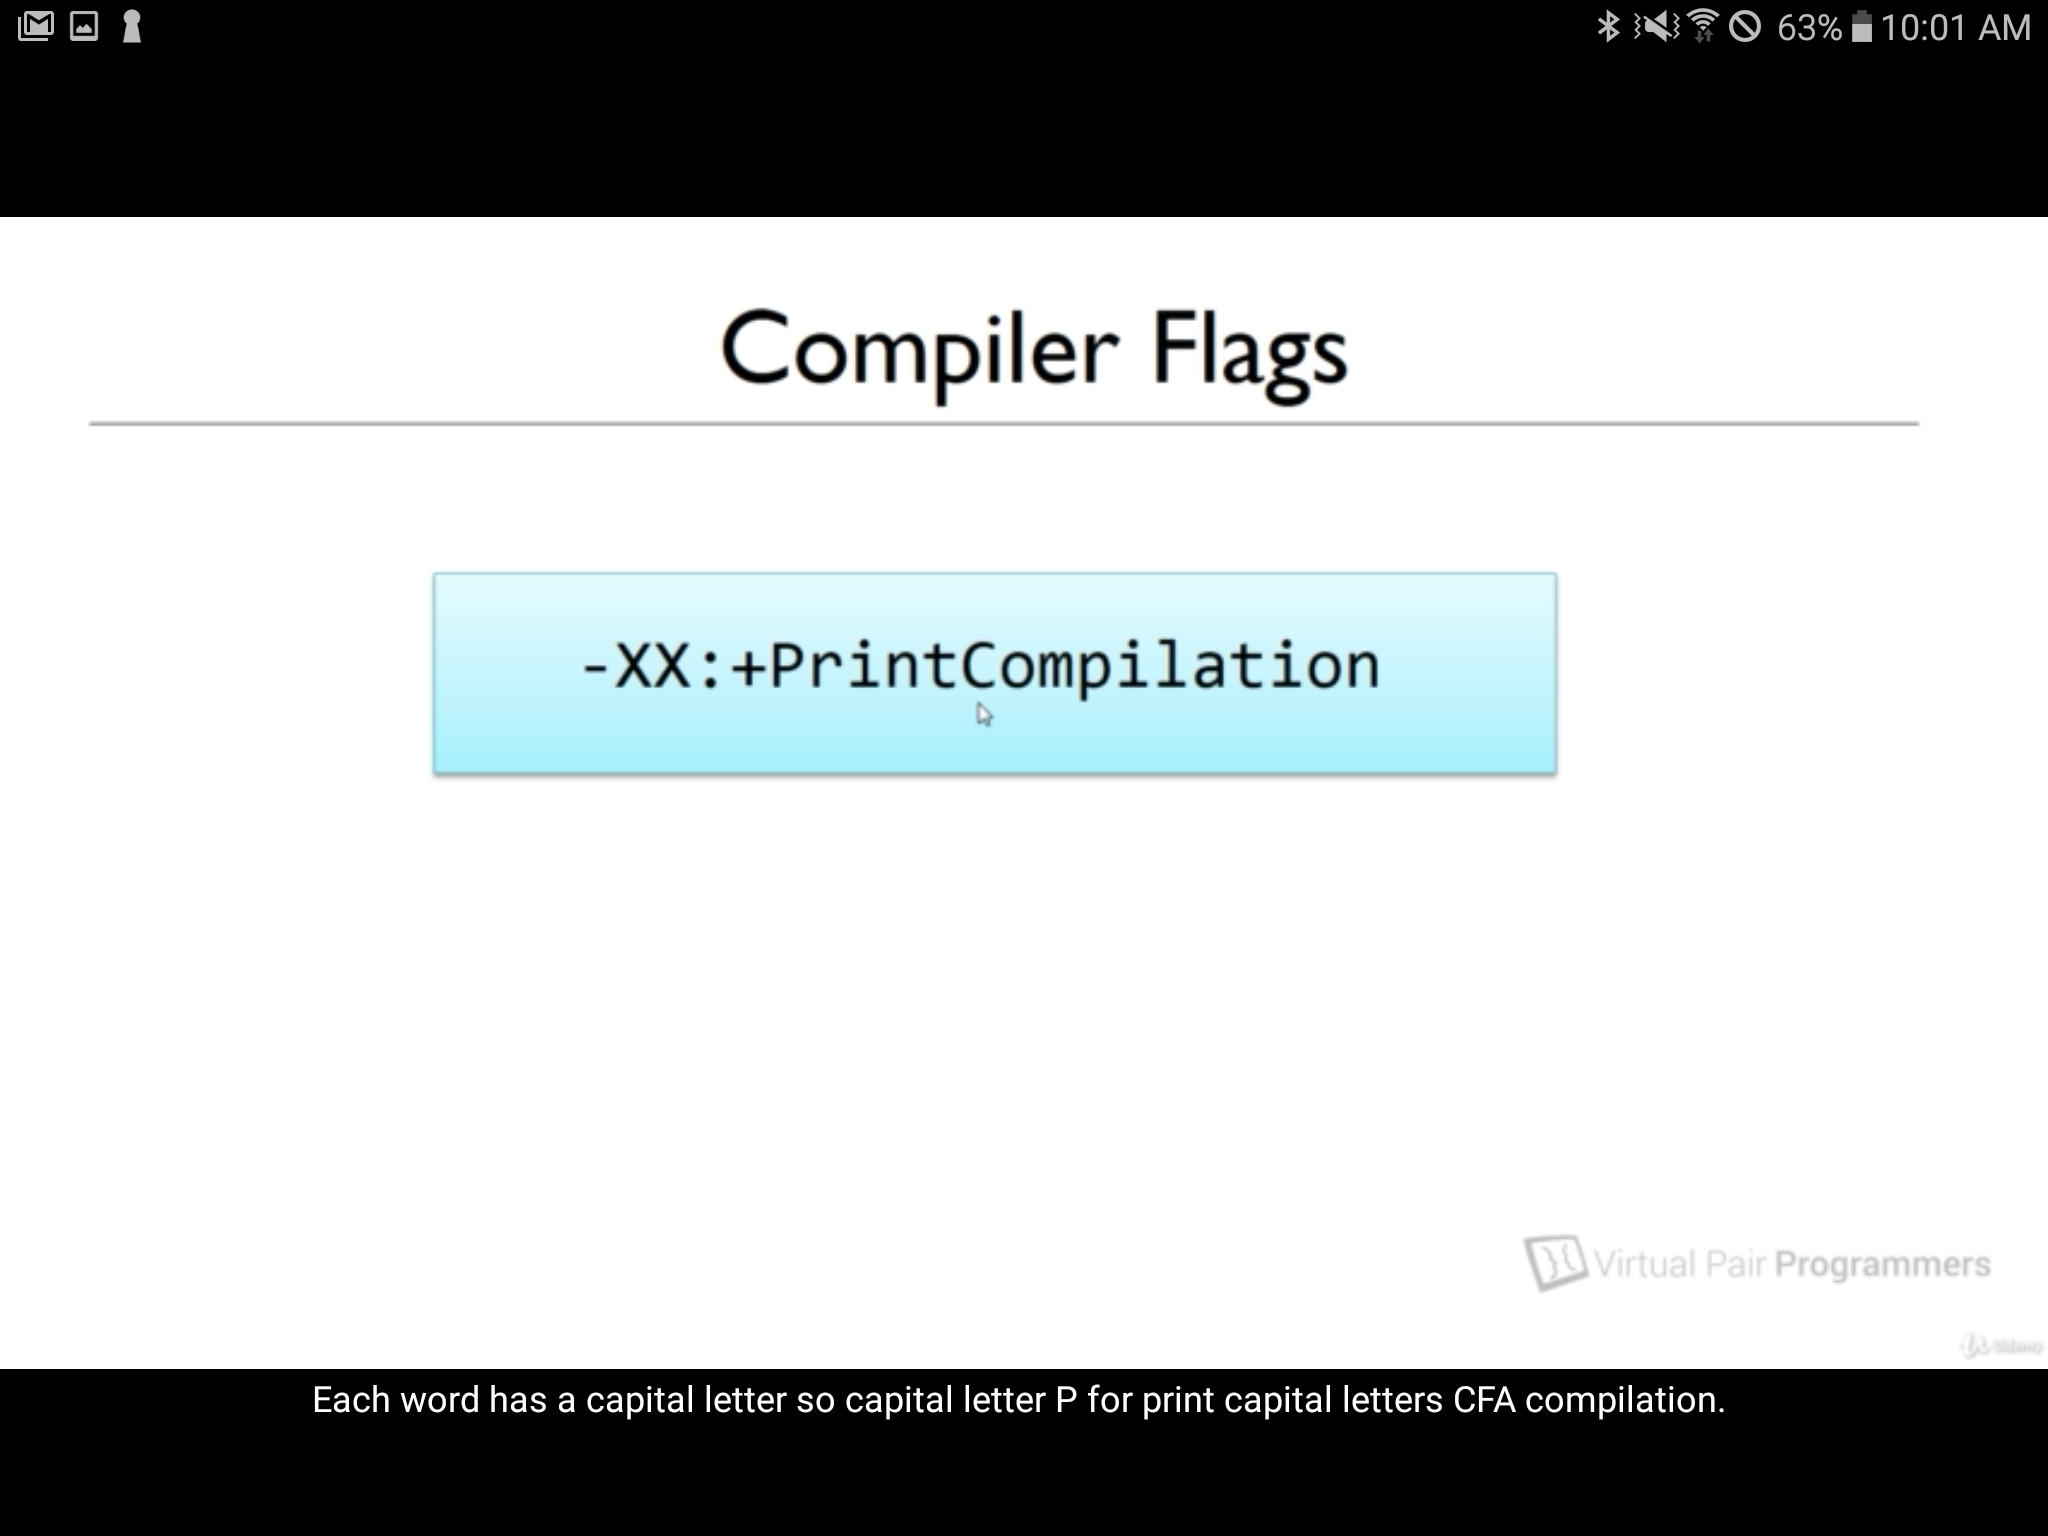 63% 10:01 AM
Compiler Flags
-XX:+PrintCompilation
Virtual Pair Programmers
Udemy
Each word has a capital letter so capital letter P for print capital letters CFA compilation.